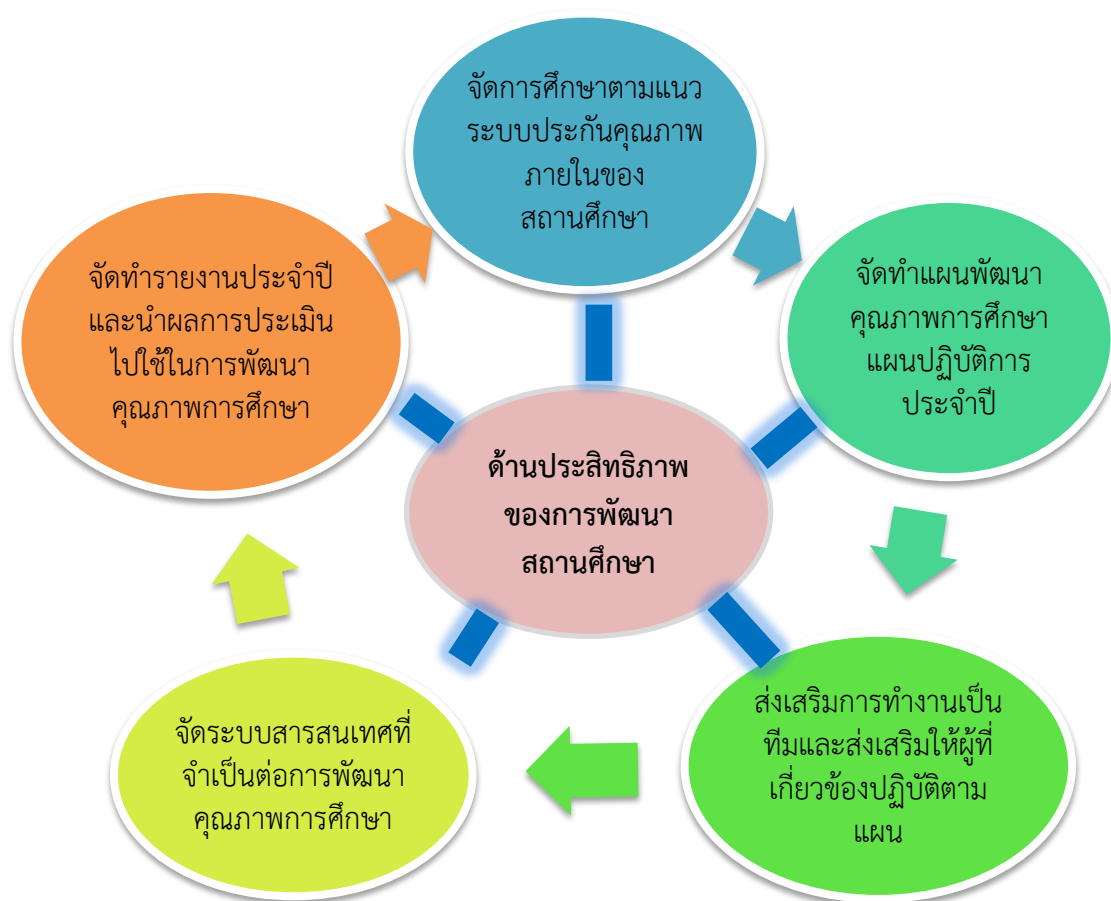 จัดการศึกษาตามแนว
ระบบประกันคุณภาพ
ภายในของ
สถานศึกษา
จัดทำแผนพัฒนา
คุณภาพการศึกษา
แผนปฏิบัติการ
ประจำปี
ส่งเสริมการทำงานเป็น
ทีมและส่งเสริมให้ผู้ที่
เกี่ยวข้องปฏิบัติตาม
แผน
จัดระบบสารสนเทศที่
จำเป็นต่อการพัฒนา
คุณภาพการศึกษา
จัดทำรายงานประจำปี
และนำผลการประเมิน
ไปใช้ในการพัฒนา
คุณภาพการศึกษา
ด้านประสิทธิภาพ
ของการพัฒนา
สถานศึกษา